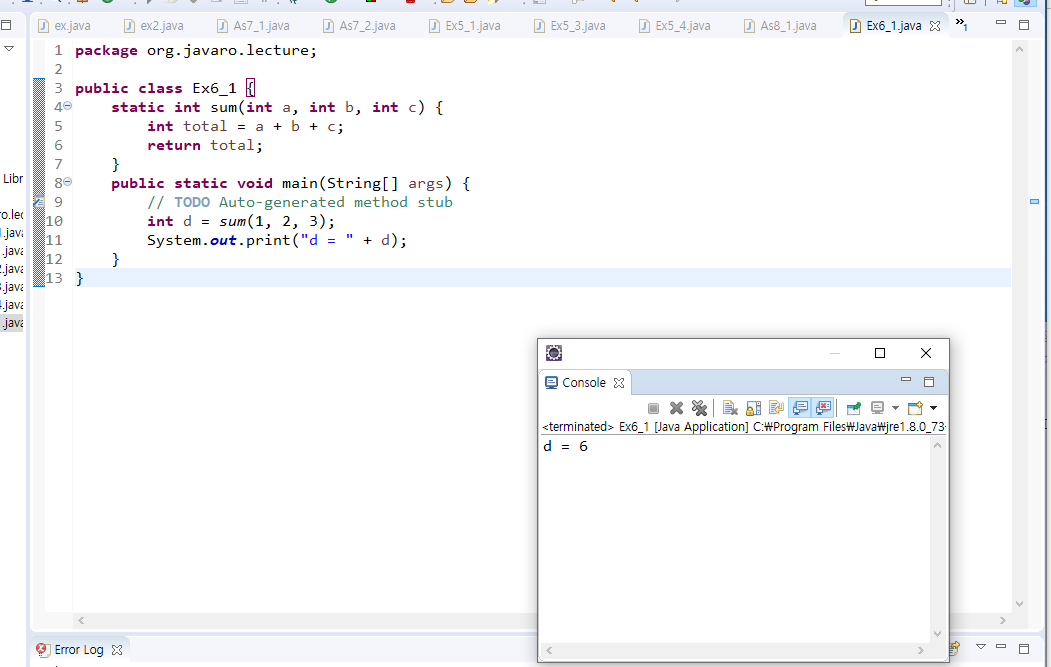 ex.java ex2.java As7_1.java As7_2.java Ex5_1.java Ex5_3.java Ex5_4.java As8_1.java Ex6_1.java »1
1 package org.javaro.lecture;
2
3 public class Ex6_1 {
4 static int sum(int a, int b, int c) {
5 int total = a + b + c;
6 return total;
7 }
8 public static void main(String[] args) {
9 // TODO Auto-generated method stub
10 int d = sum(1, 2, 3);
11 System.out.print("d = " + d);
12 }
13 }
Libr
.java
.java
.java
.java
.java
Console
<terminated> Ex6_1 [Java Application] C:₩Program Files₩Java₩jre1.8.0_73
d = 6
Error Log